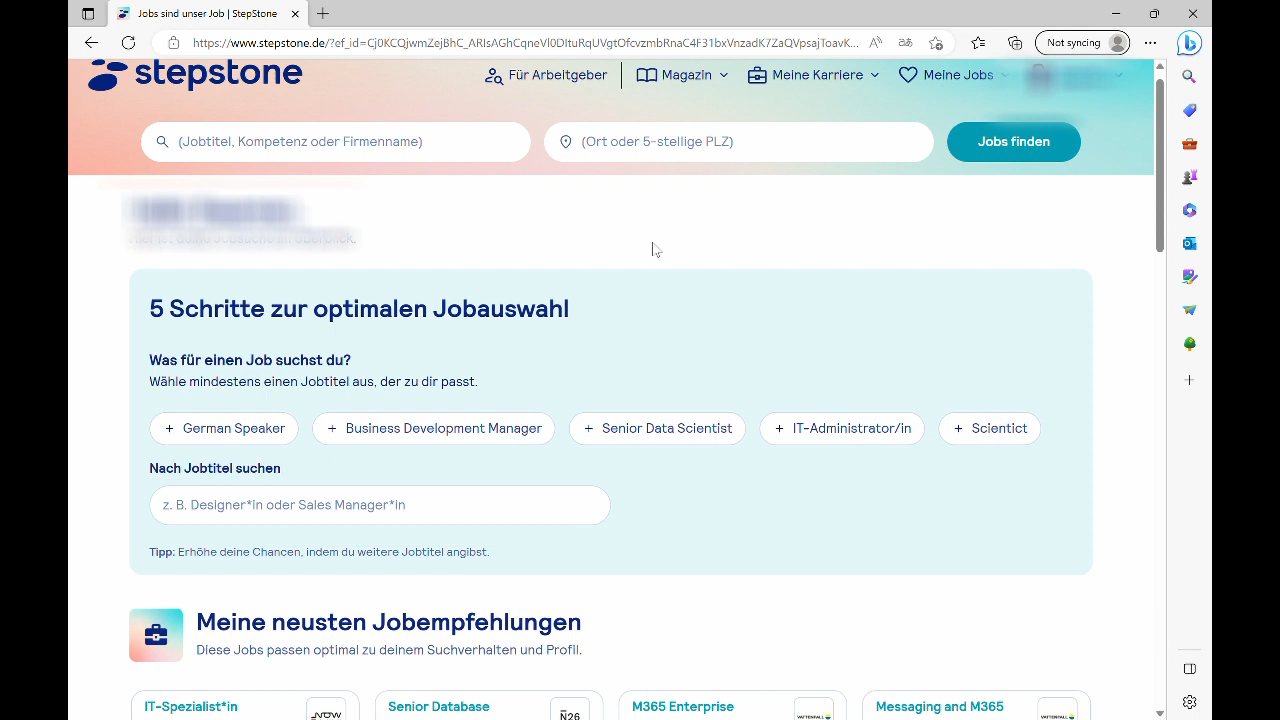 Jobs sind unser Job | StepStone
https://www.stepstone.de/?ef_id=Cj0KCQjwmZejBhC_ARIsAGhCqneVl0DItuRqUVgtOfcvzmbRnaC4F31bxVnzadK7ZaQVpsajToavK...
Not syncing
stepstone
Für Arbeitgeber
Magazin
Meine Karriere
Meine Jobs
(Jobtitel, Kompetenz oder Firmenname)
(Ort oder 5-stellige PLZ)
Jobs finden
5 Schritte zur optimalen Jobauswahl
Was für einen Job suchst du?
Wähle mindestens einen Jobtitel aus, der zu dir passt.
+ German Speaker
+ Business Development Manager
+ Senior Data Scientist
+ IT-Administrator/in
+ Scientict
Nach Jobtitel suchen
z. B. Designer*in oder Sales Manager*in
Tipp: Erhöhe deine Chancen, indem du weitere Jobtitel angibst.
Meine neusten Jobempfehlungen
Diese Jobs passen optimal zu deinem Suchverhalten und Profil.
IT-Spezialist*in
Senior Database
N26
M365 Enterprise
VATTENFALL
Messaging and M365
VATTENFALL